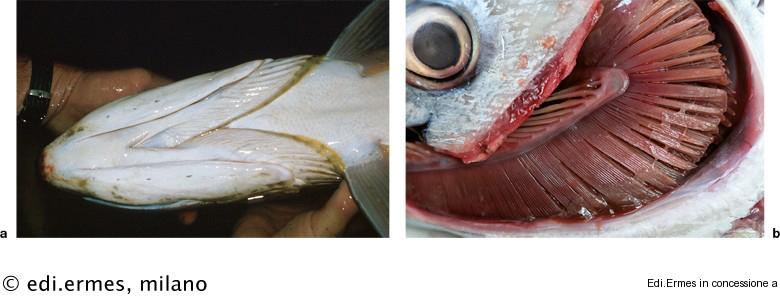 a
b
© edi.ermes, milano
Edi.Ermes in concessione a